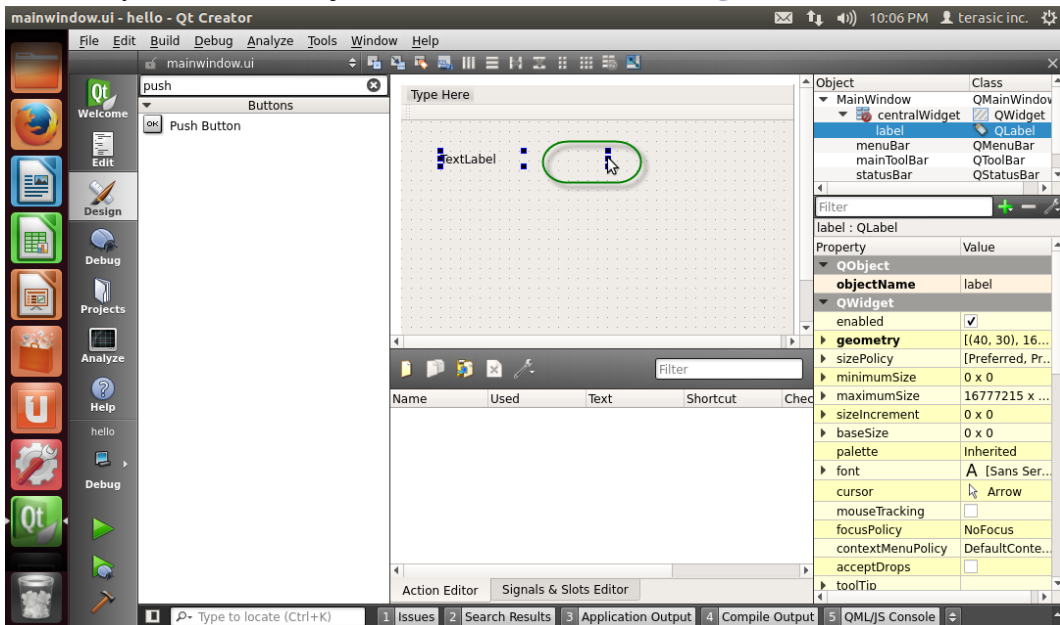 mainwindow.ui - hello - Qt Creator
10:06 PM
terasic inc.
File Edit Build Debug Analyze Tools Window Help
mainwindow.ui
Qt
Welcome
Edit
Design
Debug
Projects
Analyze
Help
hello
Debug
Qt
push
Buttons
OK
Push Button
Type Here
TextLabel
Filter
Name Used Text Shortcut Chec
Action Editor Signals & Slots Editor
Object Class
MainWindow QMainWindow
centralWidget QWidget
label QLabel
menuBar QMenuBar
mainToolBar QToolBar
statusBar QStatusBar
Filter
label : QLabel
Property Value
QObject
objectName label
QWidget
enabled
geometry [(40, 30), 16...
sizePolicy [Preferred, Pr..
minimumSize 0 x 0
maximumSize 16777215 x ...
sizeIncrement 0 x 0
baseSize 0 x 0
palette Inherited
font A [Sans Ser...
cursor Arrow
mouseTracking
focusPolicy NoFocus
contextMenuPolicy DefaultConte...
acceptDrops
toolTip
Type to locate (Ctrl+K)
1 Issues 2 Search Results 3 Application Output 4 Compile Output 5 QML/JS Console